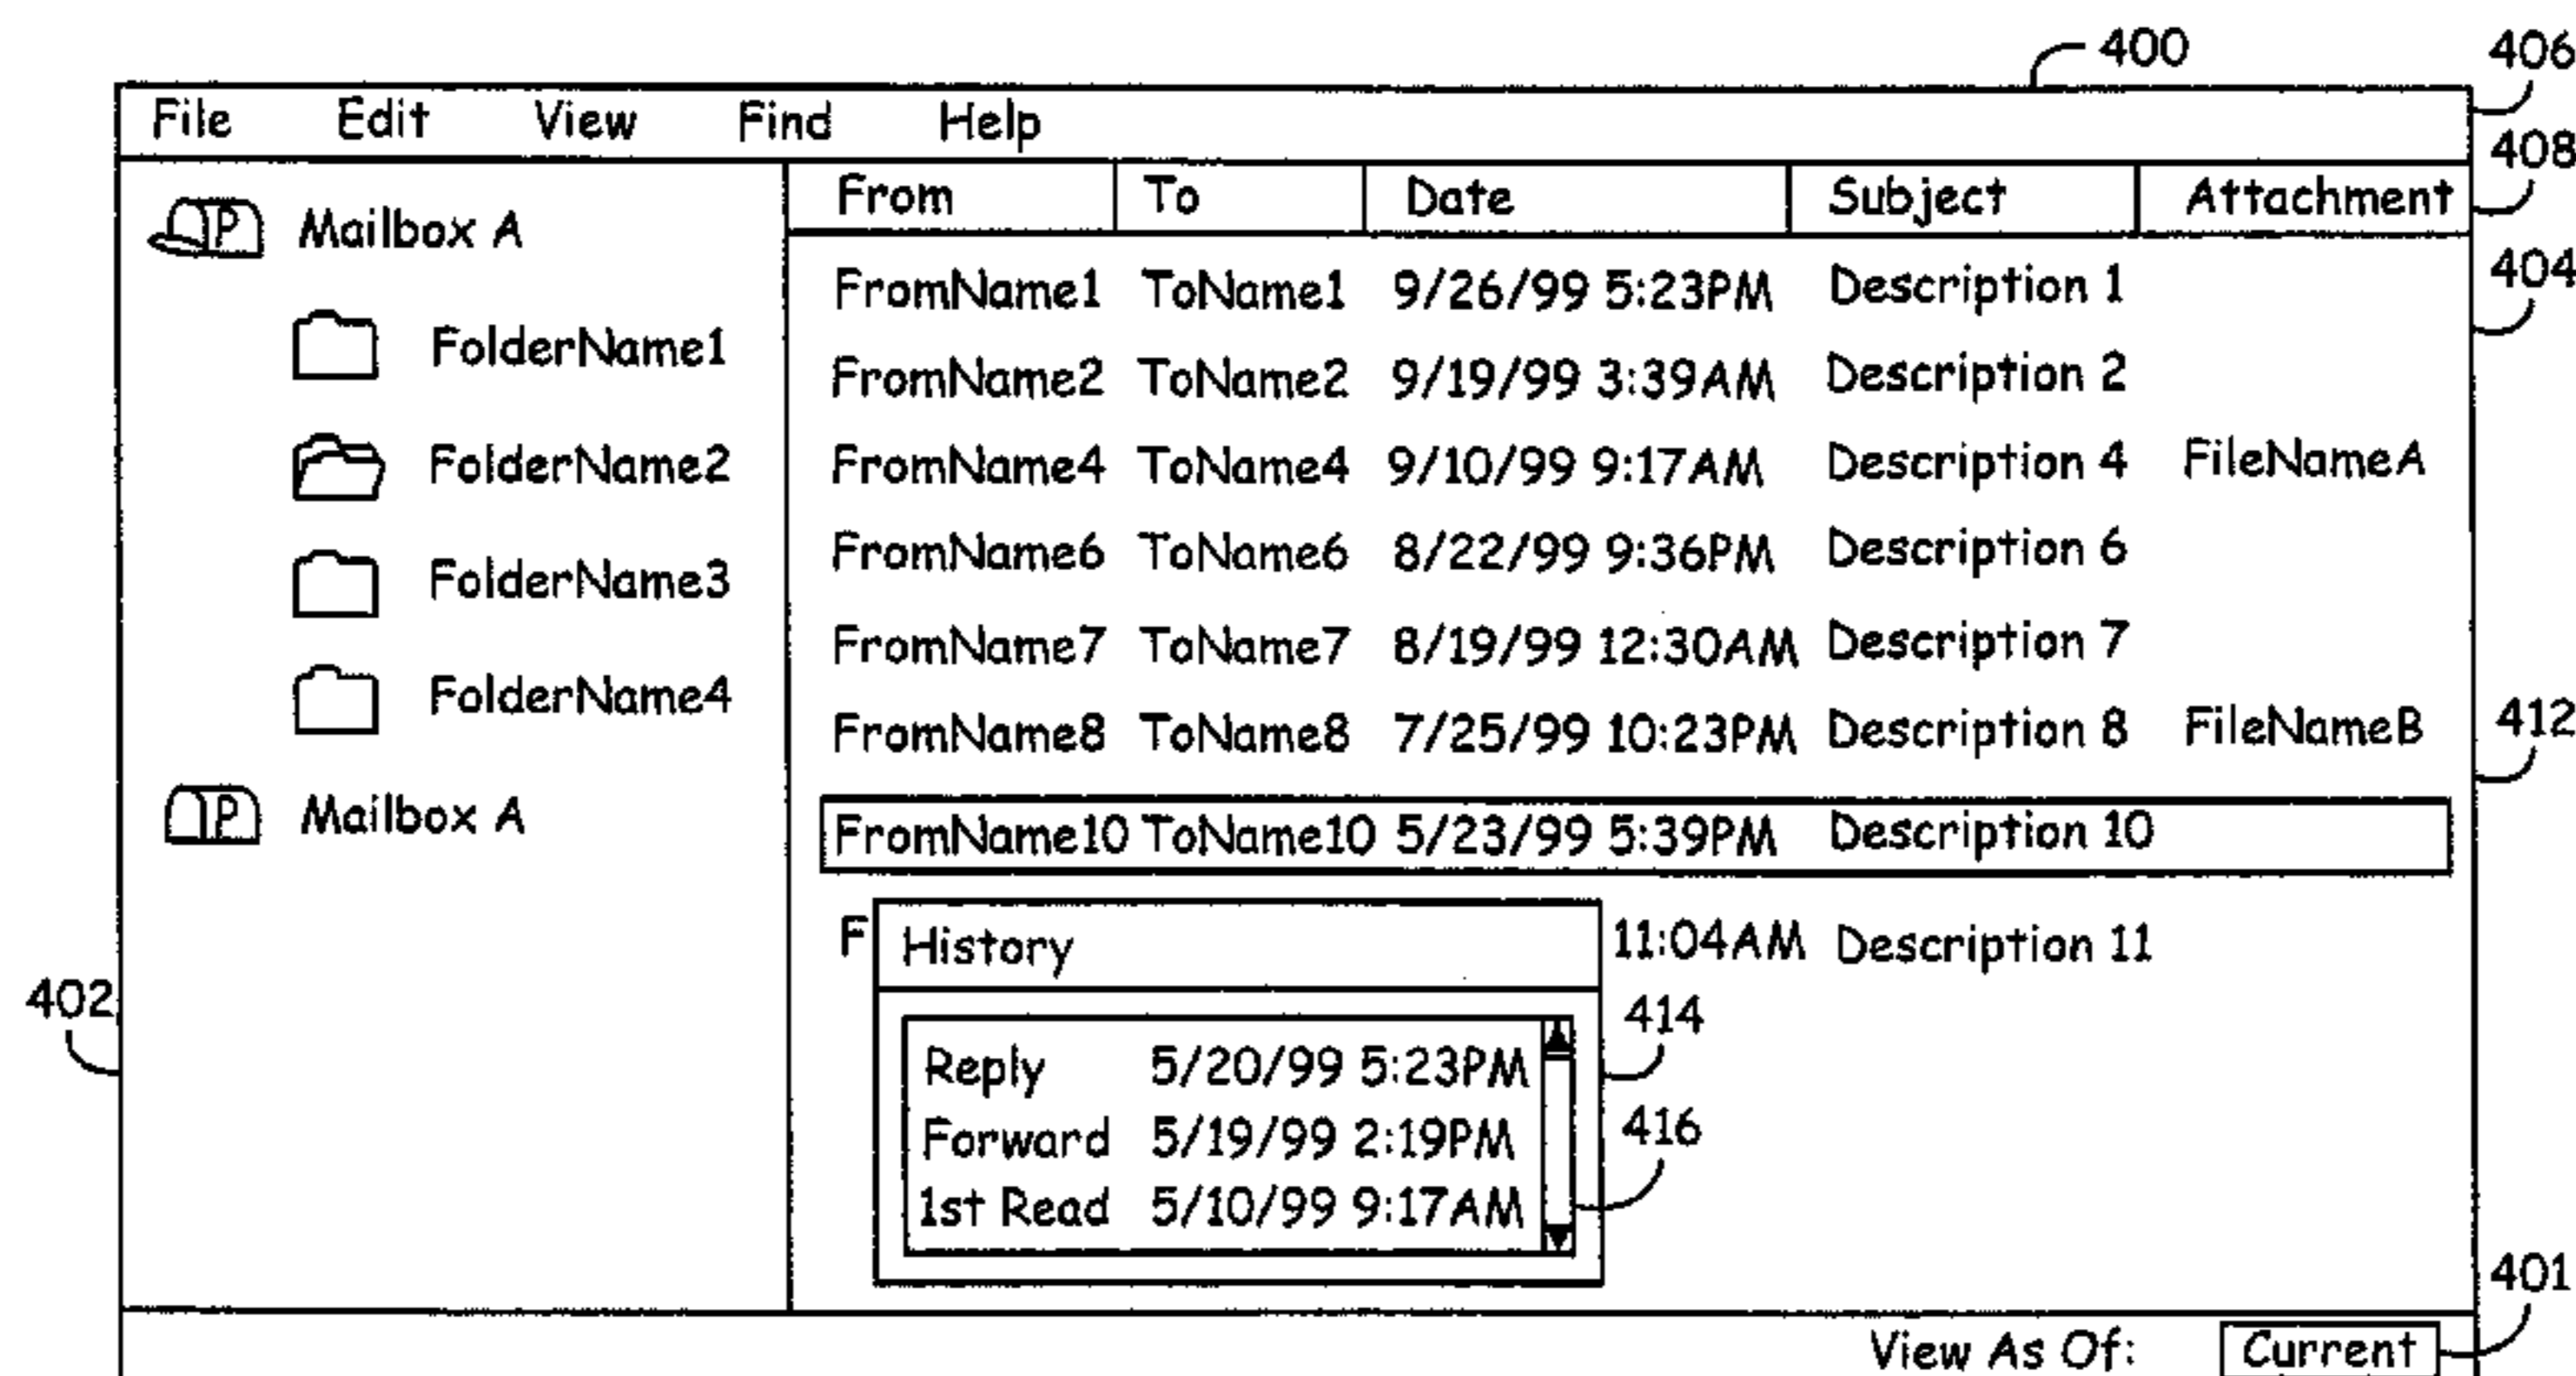 400
406
File Edit View Find Help
408
From To Date Subject Attachment
Mailbox A
404
FromName1 ToName1 9/26/99 5:23PM Description 1
FolderName1
FromName2 ToName2 9/19/99 3:39AM Description 2
FolderName2
FromName4 ToName4 9/10/99 9:17AM Description 4 FileNameA
FromName6 ToName6 8/22/99 9:36PM Description 6
FolderName3
FromName7 ToName7 8/19/99 12:30AM Description 7
FolderName4
FromName8 ToName8 7/25/99 10:23PM Description 8 FileNameB
412
Mailbox A
FromName10 ToName10 5/23/99 5:39PM Description 10
F 11:04AM Description 11
History
402
414
Reply 5/20/99 5:23PM
Forward 5/19/99 2:19PM
416
1st Read 5/10/99 9:17AM
401
View As Of: Current